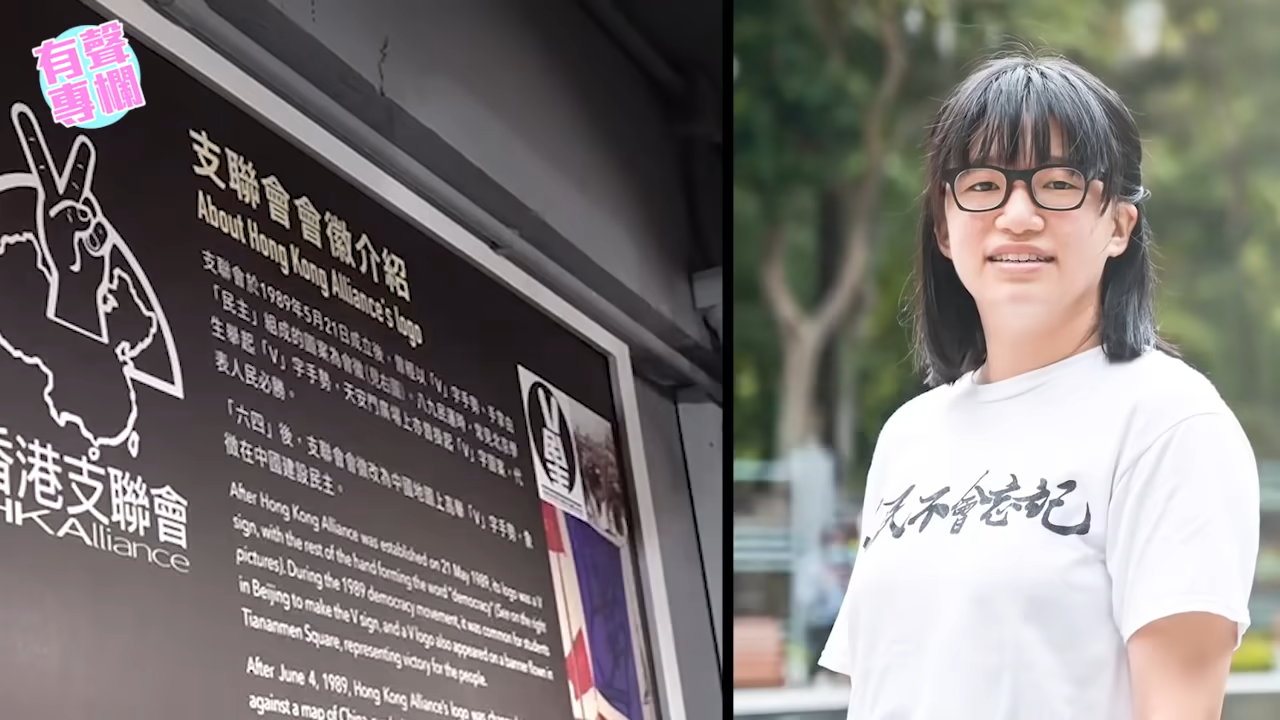 有聲
專欄
支聯會會徽介紹
About Hong Kong Alliance's logo
支聯會於1989年5月21日成立後，曾經以「V」字手勢、手掌由
「民主」組成的圖案為會徽（見右圖）。八九民運時，常見北京學
生舉起「V」字手勢，天安門廣場上亦曾掛起「V」字圖案，代
表人民必勝。
「六四」後，支聯會會徽改為中國地圖上高舉「V」字手勢，象
徵在中國建設民主。
After Hong Kong Alliance was established on 21 May 1989, its logo was a V
sign, with the rest of the hand forming the word "democracy" (See on the right
pictures). During the 1989 democracy movement, it was common for students
in Beijing to make the V sign, and a V logo also appeared on a banner flown in
Tiananmen Square, representing victory for the people.
After June 4, 1989, Hong Kong Alliance's logo was
against a map of China
香港支聯會
HKAlliance
不會忘記